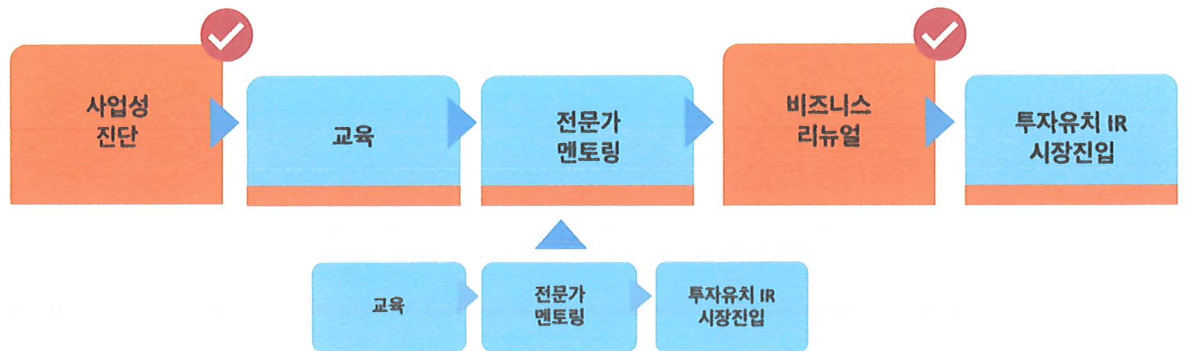 사업성
진단
교육
전문가
멘토링
비즈니스
리뉴얼
투자유치 IR
시장진입
교육
전문가
멘토링
투자유치 IR
시장진입